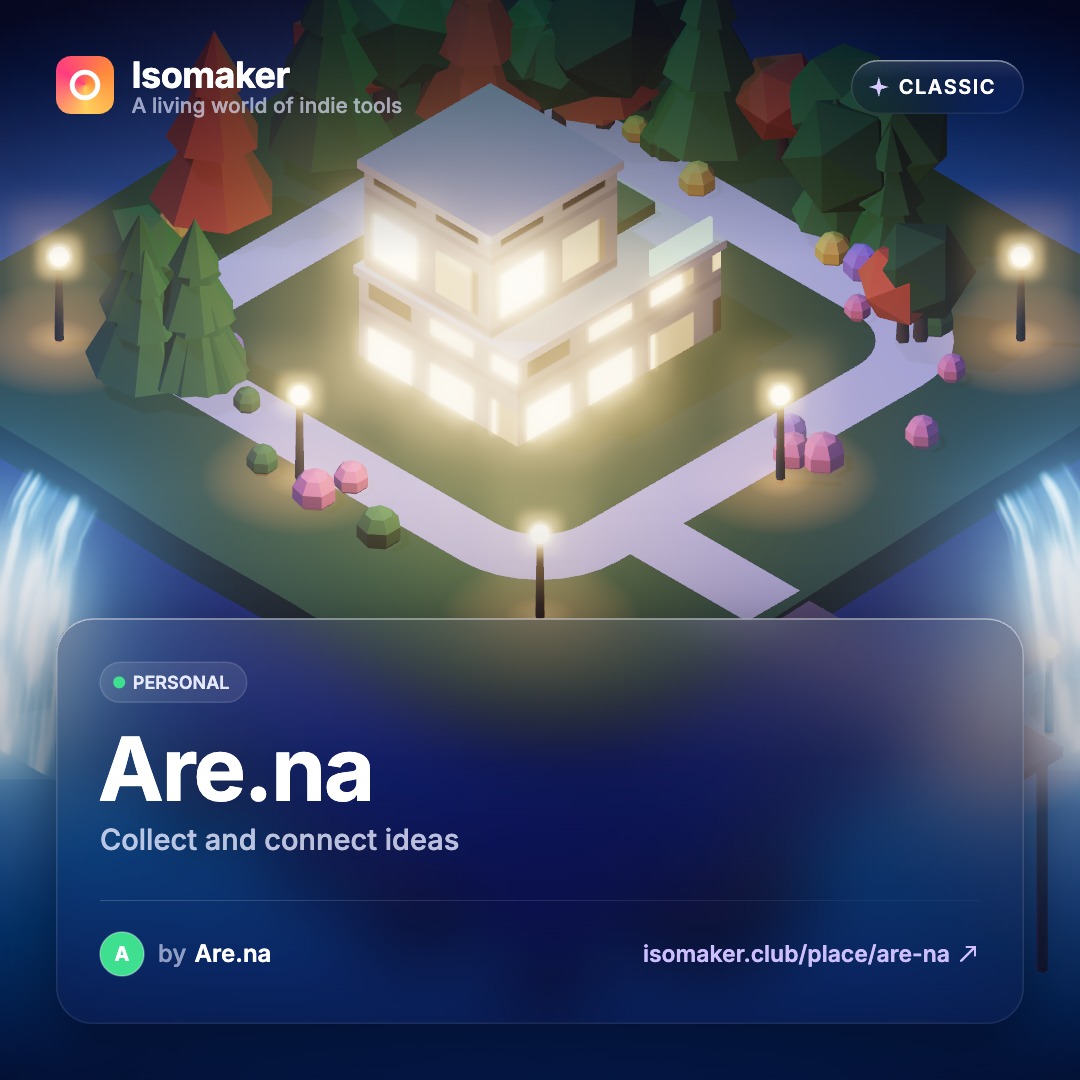 Isomaker
A living world of indie tools
CLASSIC
PERSONAL
Are.na
Collect and connect ideas
A
by Are.na
isomaker.club/place/are-na ↗